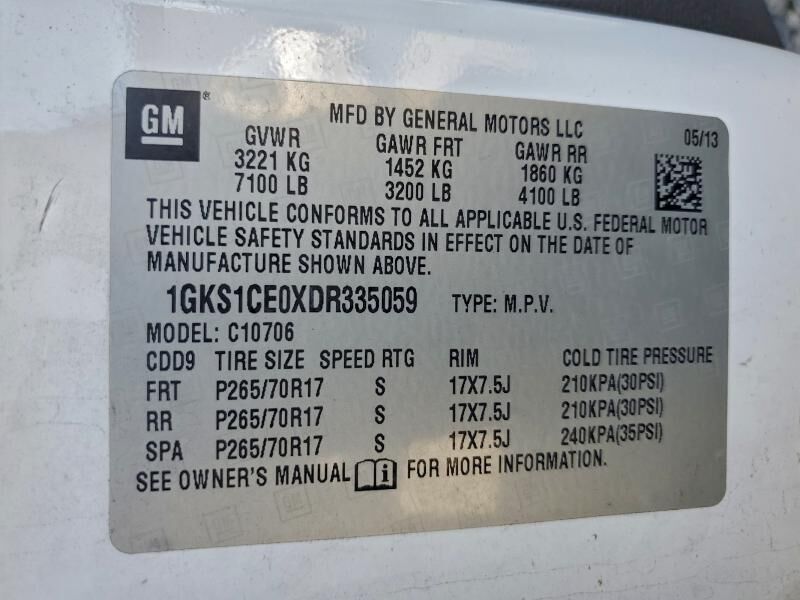 GM®
MFD BY GENERAL MOTORS LLC
05/13
GVWR GAWR FRT GAWR RR
3221 KG 1452 KG 1860 KG
7100 LB 3200 LB 4100 LB
THIS VEHICLE CONFORMS TO ALL APPLICABLE U.S. FEDERAL MOTOR
VEHICLE SAFETY STANDARDS IN EFFECT ON THE DATE OF
MANUFACTURE SHOWN ABOVE.
1GKS1CE0XDR335059 TYPE: M.P.V.
MODEL: C10706
CDD9 TIRE SIZE SPEED RTG RIM COLD TIRE PRESSURE
FRT P265/70R17 S 17X7.5J 210KPA(30PSI)
RR P265/70R17 S 17X7.5J 210KPA(30PSI)
SPA P265/70R17 S 17X7.5J 240KPA(35PSI)
SEE OWNER'S MANUAL i FOR MORE INFORMATION.